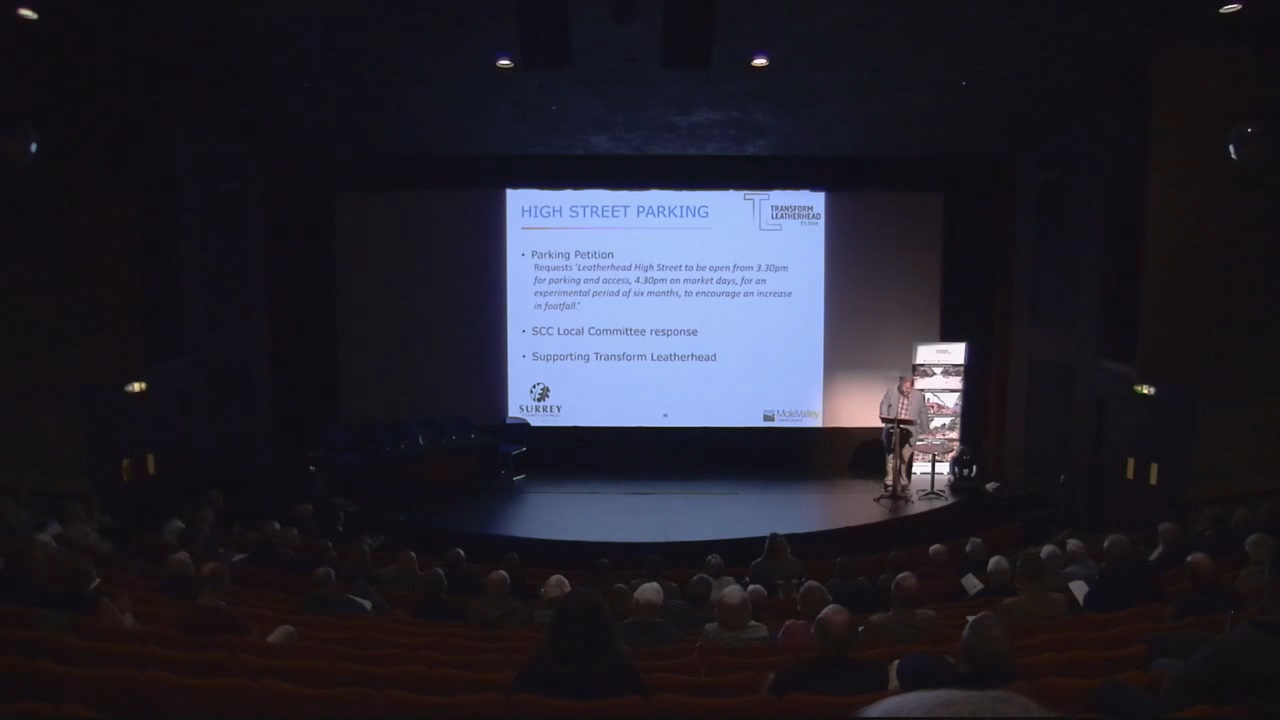 HIGH STREET PARKING
TRANSFORM
LEATHERHEAD
• Parking Petition
Requests ‘Leatherhead High Street to be open from 3.30pm
for parking and access, 4.30pm on market days, for an
experimental period of six months, to encourage an increase
in footfall.’
• SCC Local Committee response
• Supporting Transform Leatherhead
SURREY
COUNTY COUNCIL
MoleValley